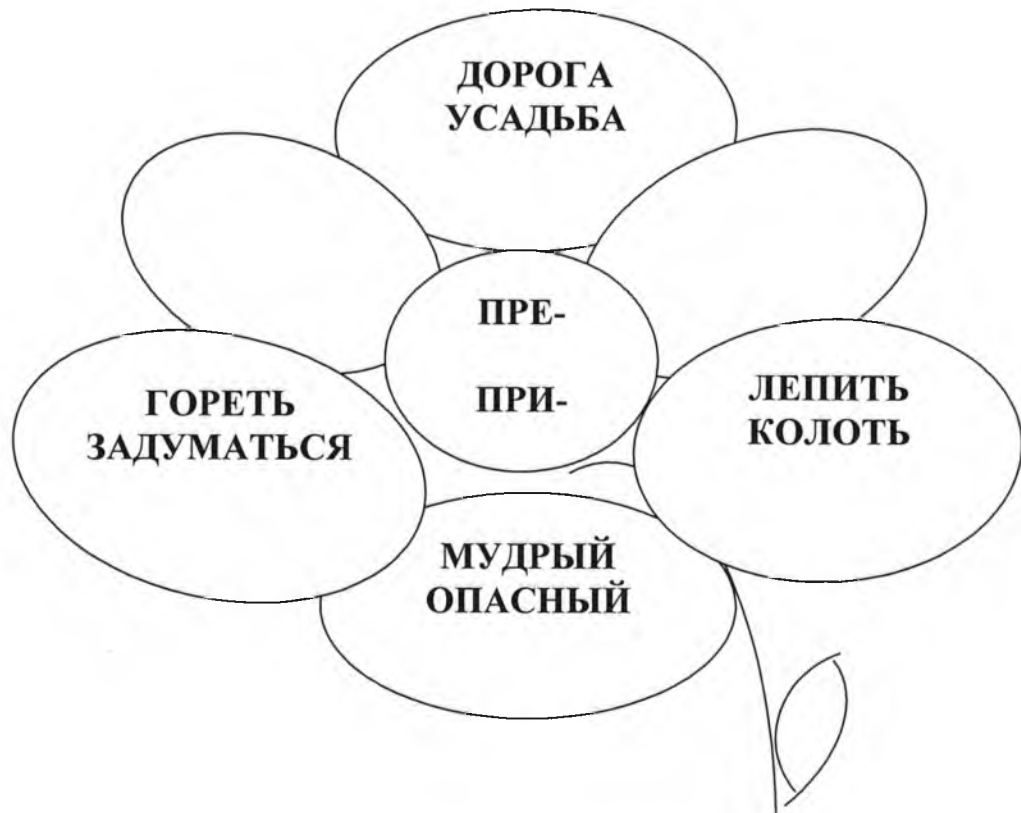 ДОРОГА
УСАДЬБА
ПРЕ-
ПРИ-
ГОРЕТЬ
ЗАДУМАТЬСЯ
ЛЕПИТЬ
КОЛОТЬ
МУДРЫЙ
ОПАСНЫЙ